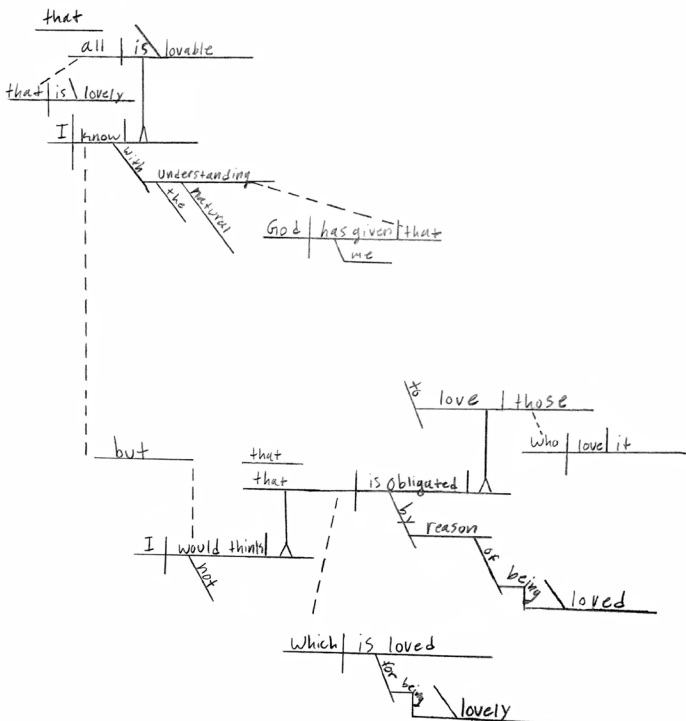 that
all is lovable
that is lovely
I know
with
understanding
the
natural
God has given that
me
to
love those
who love it
but
that
that is obligated
by
reason
I would think
not
of
being
loved
which is loved
for
being
lovely